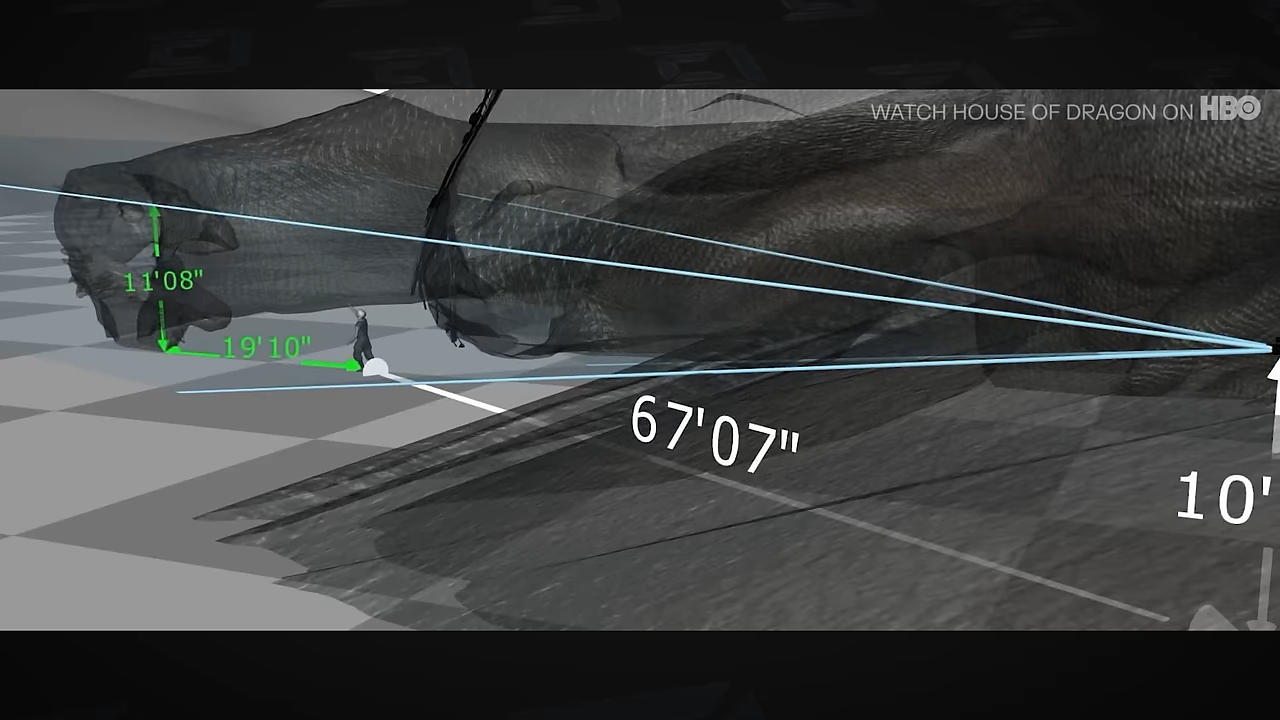 WATCH HOUSE OF DRAGON ON HBO
11'08"
19'10"
67'07"
10'